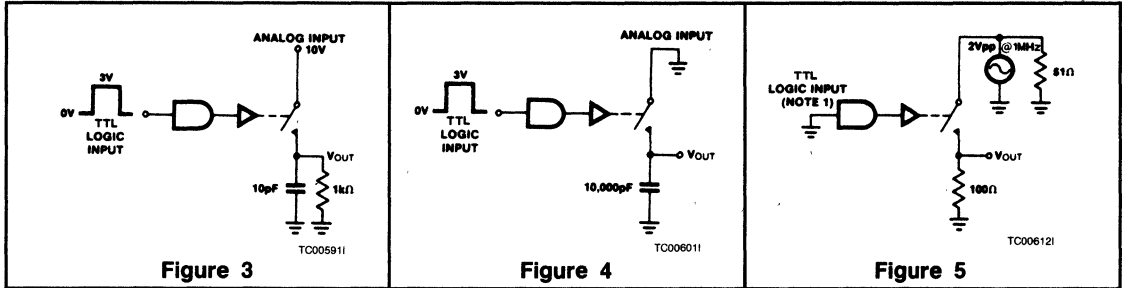 ANALOG INPUT
10V
3V
0V
TTL
LOGIC
INPUT
VOUT
10pF
1kΩ
TC00591I
Figure 3
ANALOG INPUT
3V
0V
TTL
LOGIC
INPUT
VOUT
10,000pF
TC00601I
Figure 4
2Vpp @ 1MHz
51Ω
TTL
LOGIC INPUT
(NOTE 1)
VOUT
100Ω
TC00612I
Figure 5